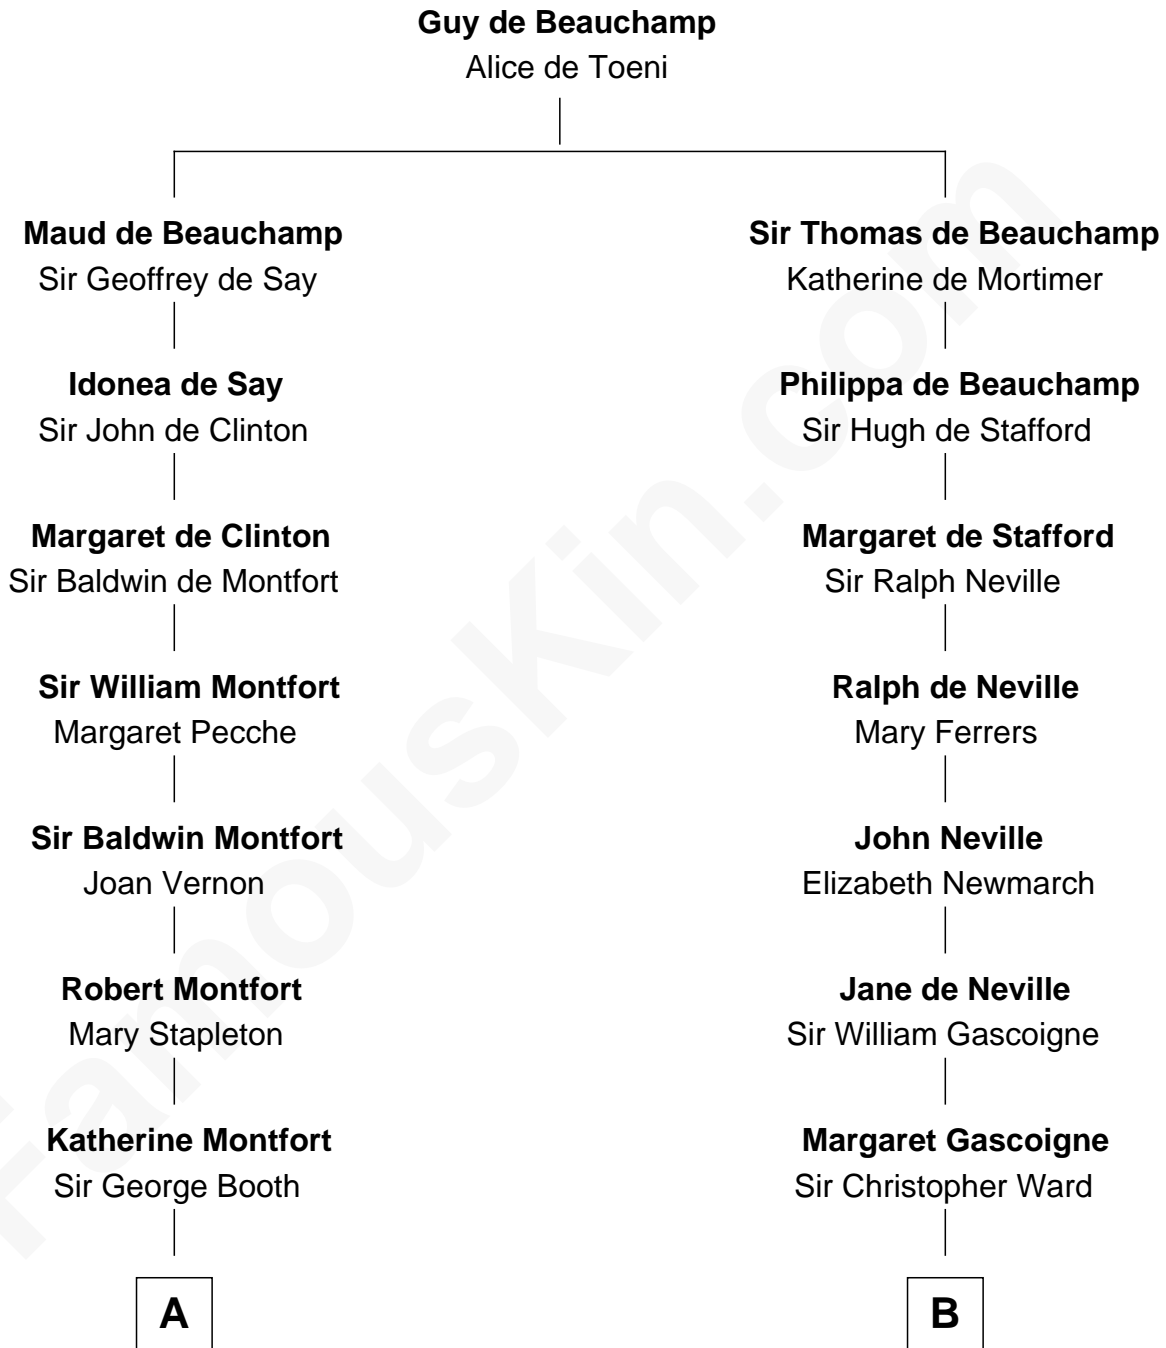 Guy de Beauchamp
Alice de Toeni
Maud de Beauchamp
Sir Geoffrey de Say
Idonea de Say
Sir John de Clinton
Margaret de Clinton
Sir Baldwin de Montfort
Sir William Montfort
Margaret Pecche
Sir Baldwin Montfort
Joan Vernon
Robert Montfort
Mary Stapleton
Katherine Montfort
Sir George Booth
A
Sir Thomas de Beauchamp
Katherine de Mortimer
Philippa de Beauchamp
Sir Hugh de Stafford
Margaret de Stafford
Sir Ralph Neville
Ralph de Neville
Mary Ferrers
John Neville
Elizabeth Newmarch
Jane de Neville
Sir William Gascoigne
Margaret Gascoigne
Sir Christopher Ward
B
FamousKin.com